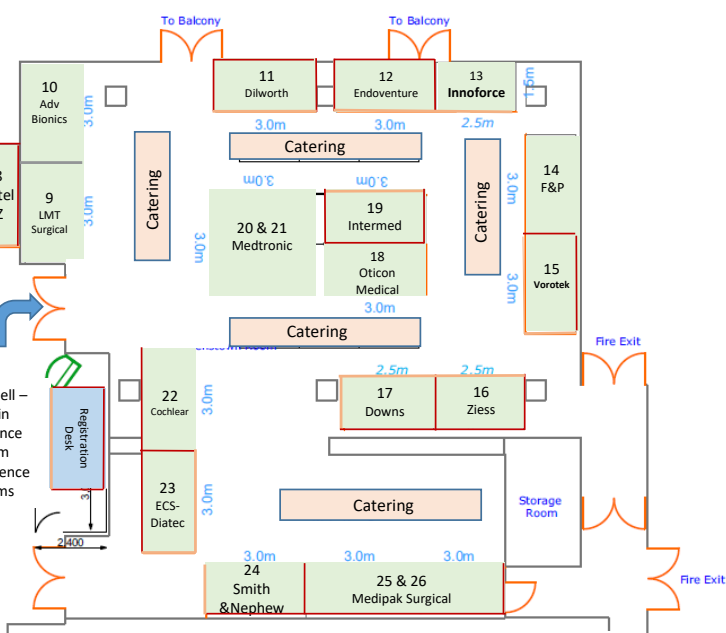 To Balcony
To Balcony
10
Adv
Bionics
3.0m
11
Dilworth
12
Endoventure
13
Innoforce
1.5m
3.0m
3.0m
2.5m
Catering
Catering
Catering
14
F&P
3.0m
9
LMT
Surgical
3.0m
3.0m
3.0m
20 & 21
Medtronic
3.0m
19
Intermed
18
Oticon
Medical
3.0m
15
Vorotek
3.0m
Catering
Fire Exit
22
Cochlear
3.0m
2.5m
2.5m
17
Downs
16
Ziess
Registration
Desk
23
ECS-
Diatec
3.0m
Catering
Storage
Room
2,400
3.0m
3.0m
3.0m
24
Smith
&Nephew
25 & 26
Medipak Surgical
Fire Exit